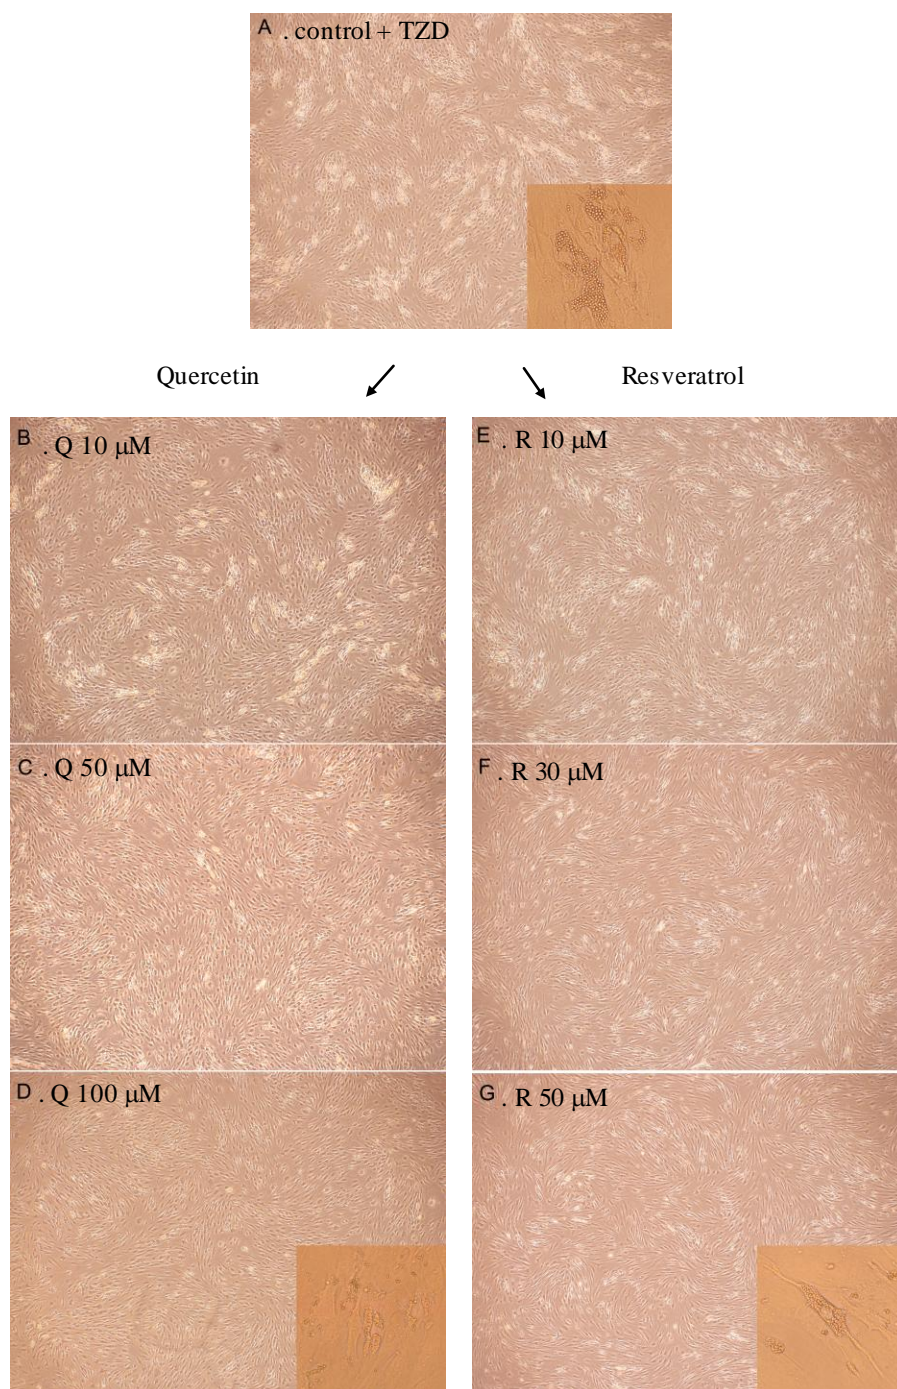 A . control + TZD
Quercetin
Resveratrol
B . Q 10 μM
E . R 10 μM
C . Q 50 μM
F . R 30 μM
D . Q 100 μM
G . R 50 μM